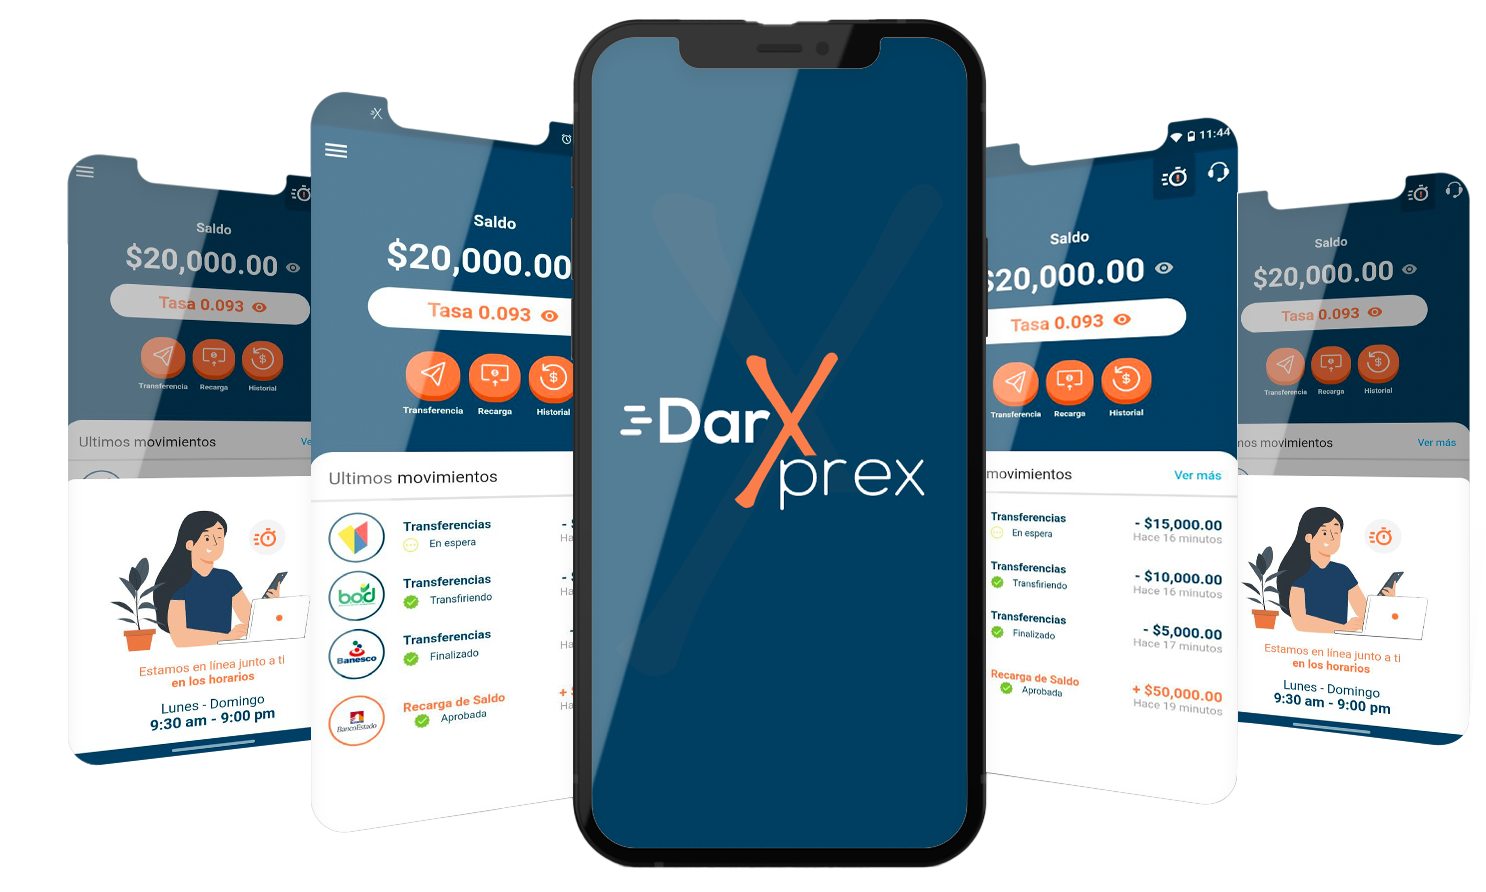 Saldo
$20,000.00
Tasa 0.093
Transferencia Recarga Historial
Ultimos movimientos
Ve
Estamos en línea junto a ti
en los horarios
Lunes - Domingo
9:30 am - 9:00 pm
Saldo
$20,000.00
Tasa 0.093
Transferencia Recarga Historial
Ultimos movimientos
Transferencias - $
En espera Ha
bod
Transferencias - $
Transfiriendo Ha
Banesco
Transferencias -
Finalizado Ha
BancoEstado
Recarga de Saldo + $
Aprobada Ha
DarXprex
11:44
Saldo
$20,000.00
Tasa 0.093
Transferencia Recarga Historial
movimientos Ver más
Transferencias - $15,000.00
En espera Hace 16 minutos
Transferencias - $10,000.00
Transfiriendo Hace 16 minutos
Transferencias - $5,000.00
Finalizado Hace 17 minutos
Recarga de Saldo + $50,000.00
Aprobada Hace 19 minutos
Saldo
$20,000.00
Tasa 0.093
Transferencia Recarga Historial
nos movimientos Ver más
Estamos en línea junto a ti
en los horarios
Lunes - Domingo
9:30 am - 9:00 pm